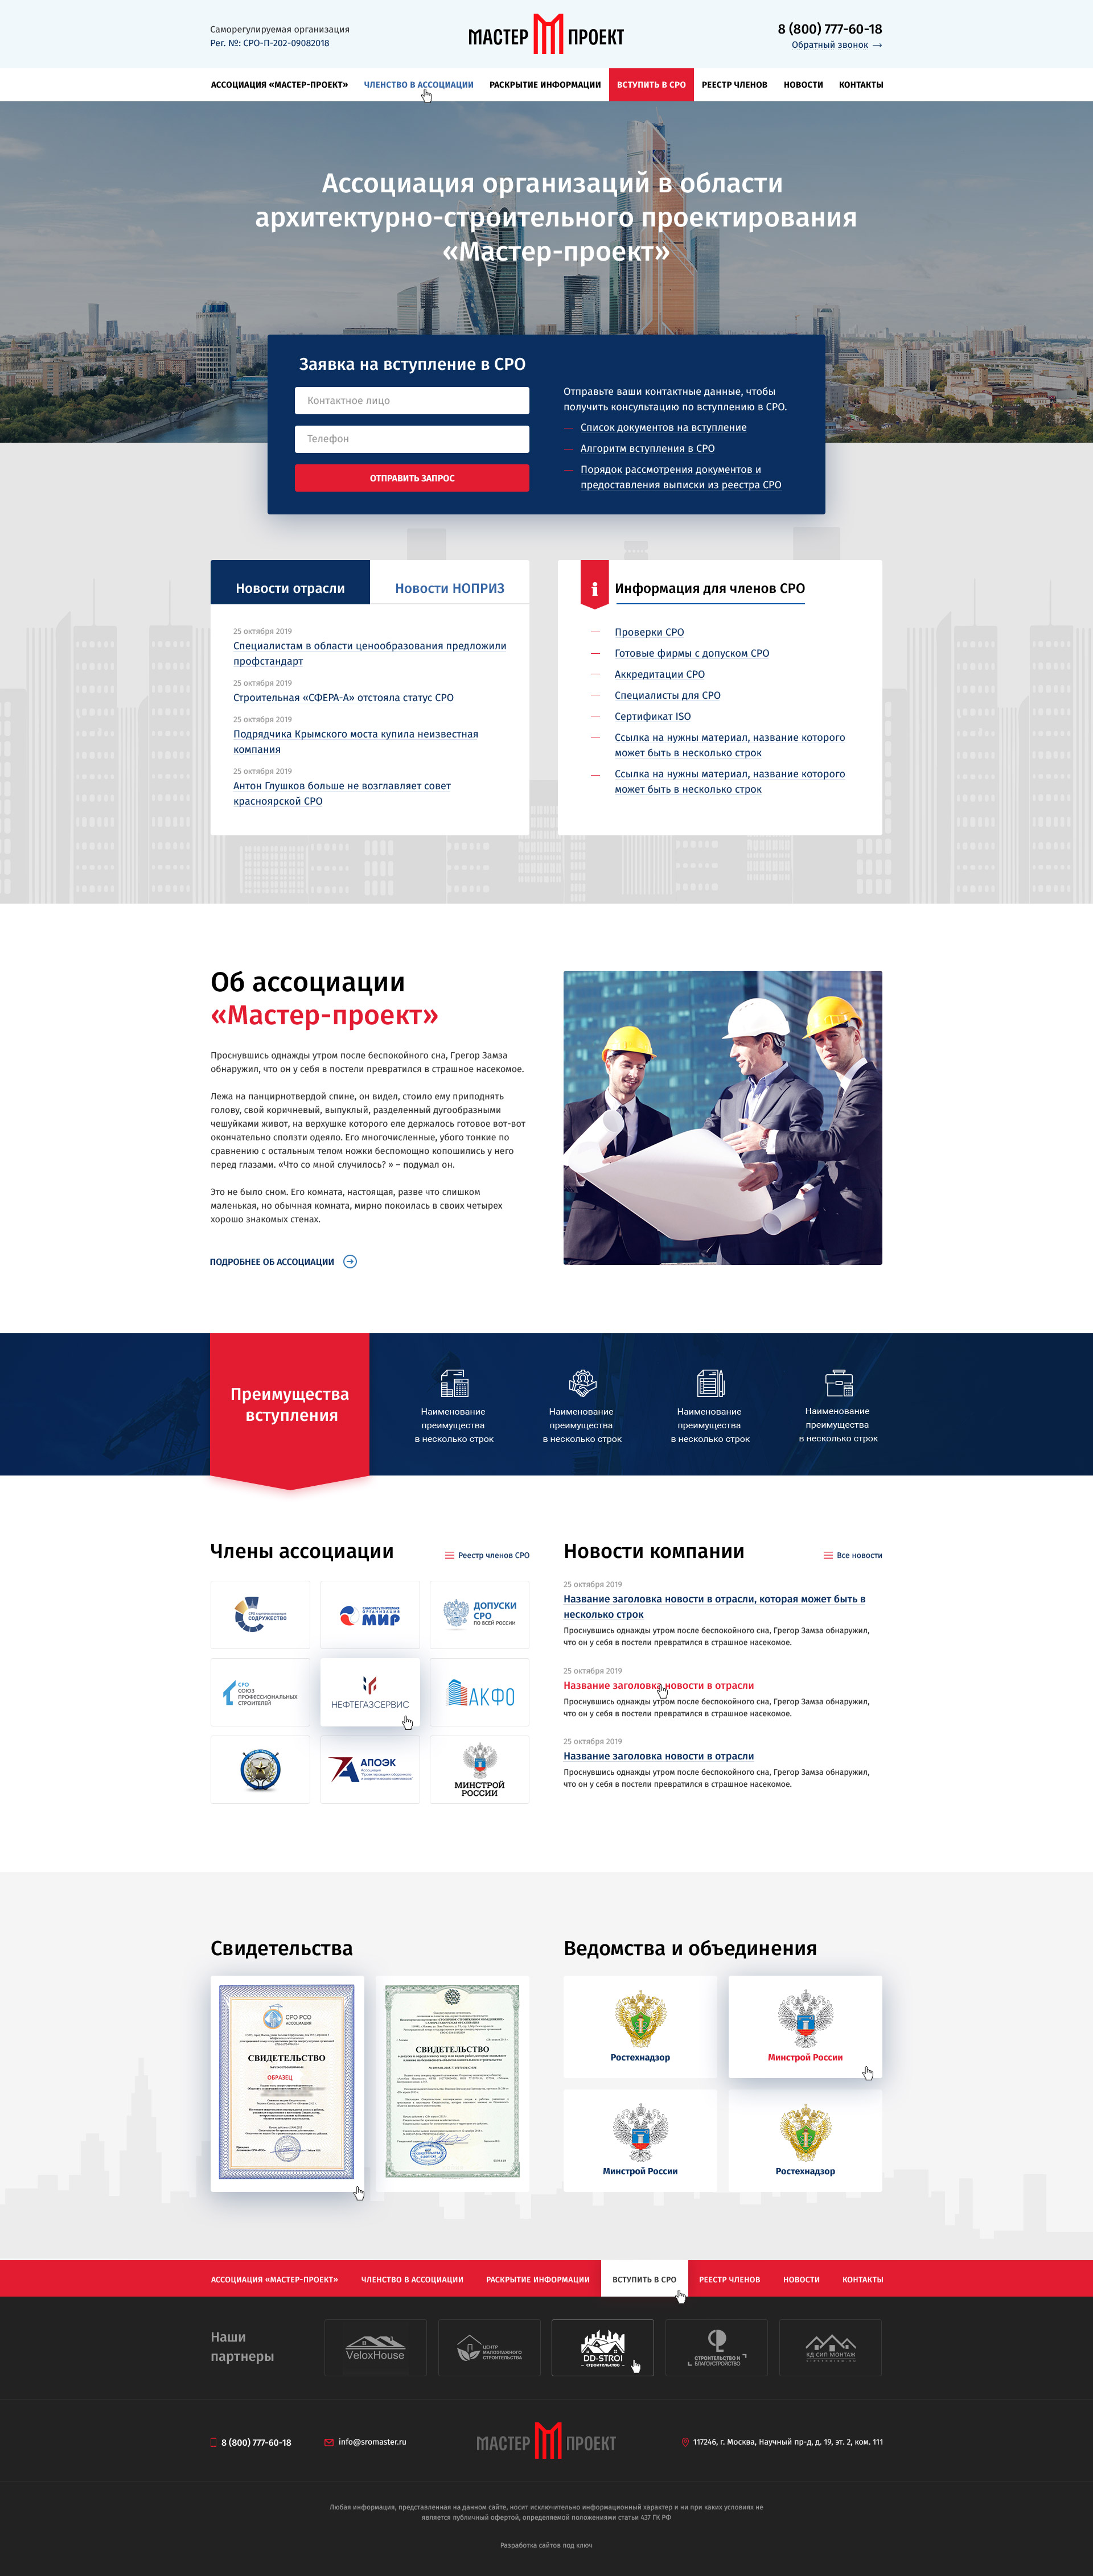 Саморегулируемая организация
Рег. №: СРО-П-202-09082018
МАСТЕР ПРОЕКТ
8 (800) 777-60-18
Обратный звонок
АССОЦИАЦИЯ «МАСТЕР-ПРОЕКТ» ЧЛЕНСТВО В АССОЦИАЦИИ РАСКРЫТИЕ ИНФОРМАЦИИ ВСТУПИТЬ В СРО РЕЕСТР ЧЛЕНОВ НОВОСТИ КОНТАКТЫ
Ассоциация организаций в области
архитектурно-строительного проектирования
«Мастер-проект»
Заявка на вступление в СРО
Контактное лицо
Телефон
ОТПРАВИТЬ ЗАПРОС
Отправьте ваши контактные данные, чтобы
получить консультацию по вступлению в СРО.
Список документов на вступление
Алгоритм вступления в СРО
Порядок рассмотрения документов и
предоставления выписки из реестра СРО
Новости отрасли
Новости НОПРИЗ
25 октября 2019
Специалистам в области ценообразования предложили
профстандарт
25 октября 2019
Строительная «СФЕРА-А» отстояла статус СРО
25 октября 2019
Подрядчика Крымского моста купила неизвестная
компания
25 октября 2019
Антон Глушков больше не возглавляет совет
красноярской СРО
Информация для членов СРО
Проверки СРО
Готовые фирмы с допуском СРО
Аккредитации СРО
Специалисты для СРО
Сертификат ISO
Ссылка на нужны материал, название которого
может быть в несколько строк
Ссылка на нужны материал, название которого
может быть в несколько строк
Об ассоциации
«Мастер-проект»
Проснувшись однажды утром после беспокойного сна, Грегор Замза
обнаружил, что он у себя в постели превратился в страшное насекомое.
Лежа на панцирнотвердой спине, он видел, стоило ему приподнять
голову, свой коричневый, выпуклый, разделенный дугообразными
чешуйками живот, на верхушке которого еле держалось готовое вот-вот
окончательно сползти одеяло. Его многочисленные, убого тонкие по
сравнению с остальным телом ножки беспомощно копошились у него
перед глазами. «Что со мной случилось? » – подумал он.
Это не было сном. Его комната, настоящая, разве что слишком
маленькая, но обычная комната, мирно покоилась в своих четырех
хорошо знакомых стенах.
ПОДРОБНЕЕ ОБ АССОЦИАЦИИ
Преимущества
вступления
Наименование
преимущества
в несколько строк
Наименование
преимущества
в несколько строк
Наименование
преимущества
в несколько строк
Наименование
преимущества
в несколько строк
Члены ассоциации
Реестр членов СРО
СОДРУЖЕСТВО
САМОРЕГУЛИРУЕМАЯ
ОРГАНИЗАЦИЯ
МИР
ДОПУСКИ
СРО
ПО ВСЕЙ РОССИИ
СРО
СОЮЗ
ПРОФЕССИОНАЛЬНЫХ
СТРОИТЕЛЕЙ
НЕФТЕГАЗСЕРВИС
АКФО
АПОЭК
Ассоциация
МИНСТРОЙ
РОССИИ
Новости компании
Все новости
25 октября 2019
Название заголовка новости в отрасли, которая может быть в
несколько строк
Проснувшись однажды утром после беспокойного сна, Грегор Замза обнаружил,
что он у себя в постели превратился в страшное насекомое.
25 октября 2019
Название заголовка новости в отрасли
Проснувшись однажды утром после беспокойного сна, Грегор Замза обнаружил,
что он у себя в постели превратился в страшное насекомое.
25 октября 2019
Название заголовка новости в отрасли
Проснувшись однажды утром после беспокойного сна, Грегор Замза обнаружил,
что он у себя в постели превратился в страшное насекомое.
Свидетельства
СРО РСО
АССОЦИАЦИЯ
СВИДЕТЕЛЬСТВО
ОБРАЗЕЦ
СВИДЕТЕЛЬСТВО
Ведомства и объединения
Ростехнадзор
Минстрой России
Минстрой России
Ростехнадзор
АССОЦИАЦИЯ «МАСТЕР-ПРОЕКТ» ЧЛЕНСТВО В АССОЦИАЦИИ РАСКРЫТИЕ ИНФОРМАЦИИ ВСТУПИТЬ В СРО РЕЕСТР ЧЛЕНОВ НОВОСТИ КОНТАКТЫ
Наши
партнеры
VeloxHouse
ЦЕНТР
МАЛОЭТАЖНОГО
СТРОИТЕЛЬСТВА
DD-STROI
строительство
СТРОИТЕЛЬСТВО И
БЛАГОУСТРОЙСТВО
КД СИП МОНТАЖ
8 (800) 777-60-18
info@sromaster.ru
МАСТЕР ПРОЕКТ
117246, г. Москва, Научный пр-д, д. 19, эт. 2, ком. 111
Любая информация, представленная на данном сайте, носит исключительно информационный характер и ни при каких условиях не
является публичной офертой, определяемой положениями статьи 437 ГК РФ
Разработка сайтов под ключ